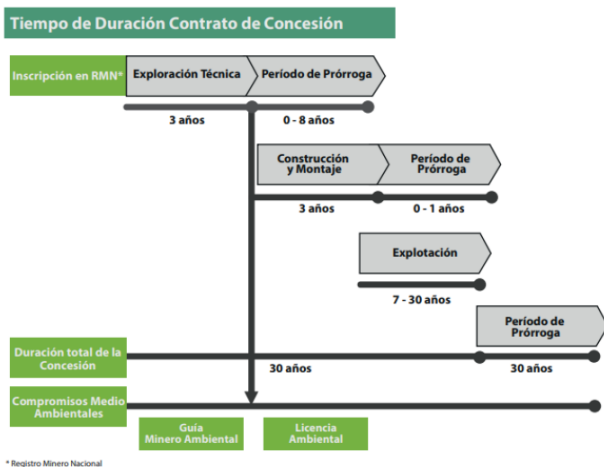 Tiempo de Duración Contrato de Concesión
Inscripción en RMN*
Exploración Técnica
Período de Prórroga
3 años
0 - 8 años
Construcción
y Montaje
Período de
Prórroga
3 años
0 - 1 años
Explotación
7 - 30 años
Período de
Prórroga
Duración total de la
Concesión
30 años
30 años
Compromisos Medio
Ambientales
Guía
Minero Ambiental
Licencia
Ambiental
* Registro Minero Nacional